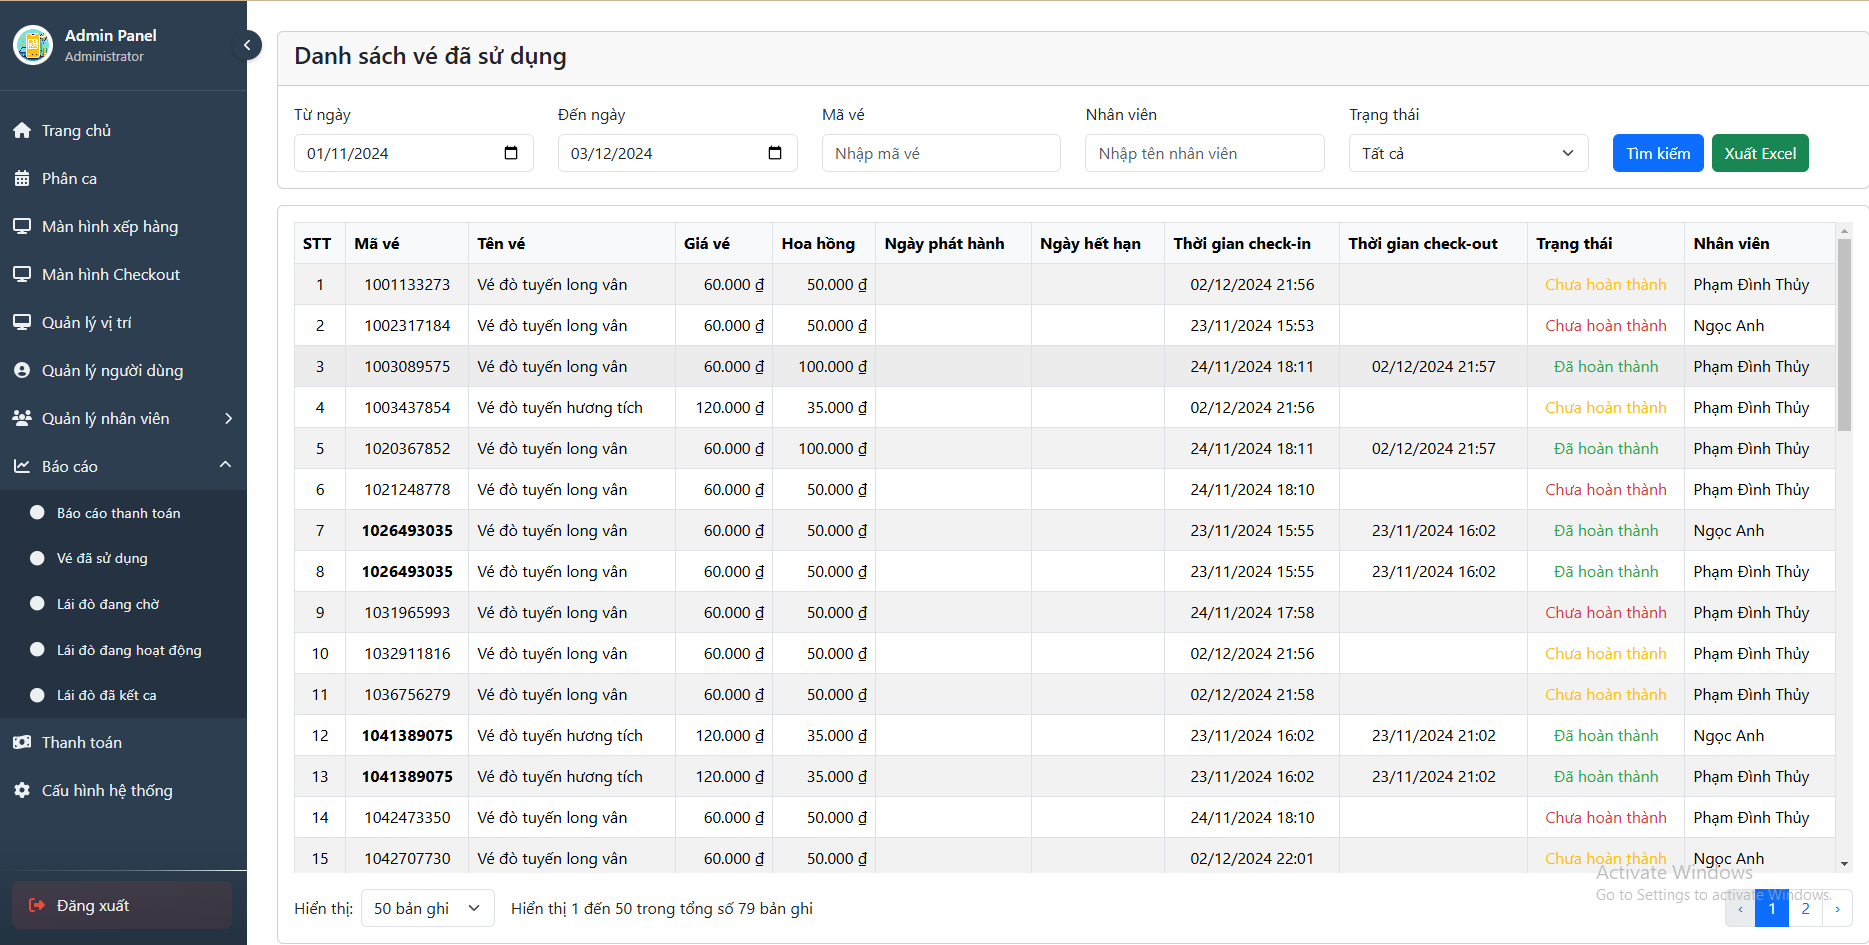 Admin Panel
Administrator
Trang chủ
Phân ca
Màn hình xếp hàng
Màn hình Checkout
Quản lý vị trí
Quản lý người dùng
Quản lý nhân viên
Báo cáo
Báo cáo thanh toán
Vé đã sử dụng
Lái đò đang chờ
Lái đò đang hoạt động
Lái đò đã kết ca
Thanh toán
Cấu hình hệ thống
Đăng xuất
Danh sách vé đã sử dụng
Từ ngày Đến ngày Mã vé Nhân viên Trạng thái
01/11/2024 03/12/2024 Nhập mã vé Nhập tên nhân viên Tất cả Tìm kiếm Xuất Excel
STT Mã vé Tên vé Giá vé Hoa hồng Ngày phát hành Ngày hết hạn Thời gian check-in Thời gian check-out Trạng thái Nhân viên
1 1001133273 Vé đò tuyến long vân 60.000 ₫ 50.000 ₫ 02/12/2024 21:56 Chưa hoàn thành Phạm Đình Thủy
2 1002317184 Vé đò tuyến long vân 60.000 ₫ 50.000 ₫ 23/11/2024 15:53 Chưa hoàn thành Ngọc Anh
3 1003089575 Vé đò tuyến long vân 60.000 ₫ 100.000 ₫ 24/11/2024 18:11 02/12/2024 21:57 Đã hoàn thành Phạm Đình Thủy
4 1003437854 Vé đò tuyến hương tích 120.000 ₫ 35.000 ₫ 02/12/2024 21:56 Chưa hoàn thành Phạm Đình Thủy
5 1020367852 Vé đò tuyến long vân 60.000 ₫ 100.000 ₫ 24/11/2024 18:11 02/12/2024 21:57 Đã hoàn thành Phạm Đình Thủy
6 1021248778 Vé đò tuyến long vân 60.000 ₫ 50.000 ₫ 24/11/2024 18:10 Chưa hoàn thành Phạm Đình Thủy
7 1026493035 Vé đò tuyến long vân 60.000 ₫ 50.000 ₫ 23/11/2024 15:55 23/11/2024 16:02 Đã hoàn thành Ngọc Anh
8 1026493035 Vé đò tuyến long vân 60.000 ₫ 50.000 ₫ 23/11/2024 15:55 23/11/2024 16:02 Đã hoàn thành Phạm Đình Thủy
9 1031965993 Vé đò tuyến long vân 60.000 ₫ 50.000 ₫ 24/11/2024 17:58 Chưa hoàn thành Phạm Đình Thủy
10 1032911816 Vé đò tuyến long vân 60.000 ₫ 50.000 ₫ 02/12/2024 21:56 Chưa hoàn thành Phạm Đình Thủy
11 1036756279 Vé đò tuyến long vân 60.000 ₫ 50.000 ₫ 02/12/2024 21:58 Chưa hoàn thành Phạm Đình Thủy
12 1041389075 Vé đò tuyến hương tích 120.000 ₫ 35.000 ₫ 23/11/2024 16:02 23/11/2024 21:02 Đã hoàn thành Ngọc Anh
13 1041389075 Vé đò tuyến hương tích 120.000 ₫ 35.000 ₫ 23/11/2024 16:02 23/11/2024 21:02 Đã hoàn thành Phạm Đình Thủy
14 1042473350 Vé đò tuyến long vân 60.000 ₫ 50.000 ₫ 24/11/2024 18:10 Chưa hoàn thành Phạm Đình Thủy
15 1042707730 Vé đò tuyến long vân 60.000 ₫ 50.000 ₫ 02/12/2024 22:01 Chưa hoàn thành Ngọc Anh
Activate Windows
Go to Settings to activate Windows.
Hiển thị: 50 bản ghi Hiển thị 1 đến 50 trong tổng số 79 bản ghi ‹ 1 2 ›